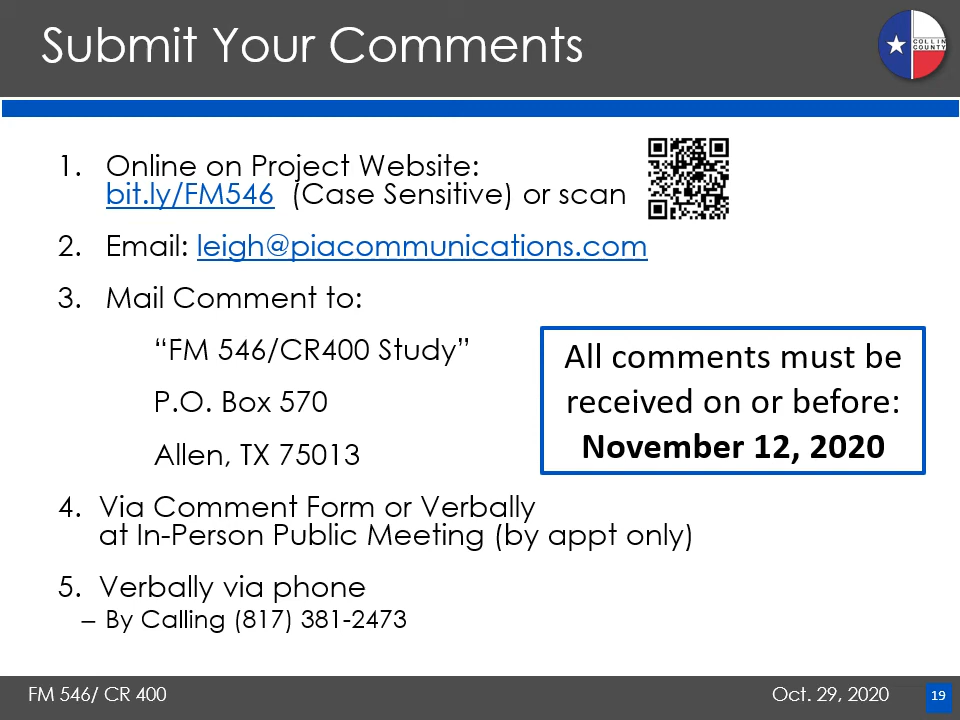 Submit Your Comments
COLLIN
COUNTY
1. Online on Project Website:
bit.ly/FM546 (Case Sensitive) or scan
2. Email: leigh@piacommunications.com
3. Mail Comment to:
“FM 546/CR400 Study”
P.O. Box 570
Allen, TX 75013
All comments must be
received on or before:
November 12, 2020
4. Via Comment Form or Verbally
at In-Person Public Meeting (by appt only)
5. Verbally via phone
– By Calling (817) 381-2473
FM 546/ CR 400
Oct. 29, 2020
19